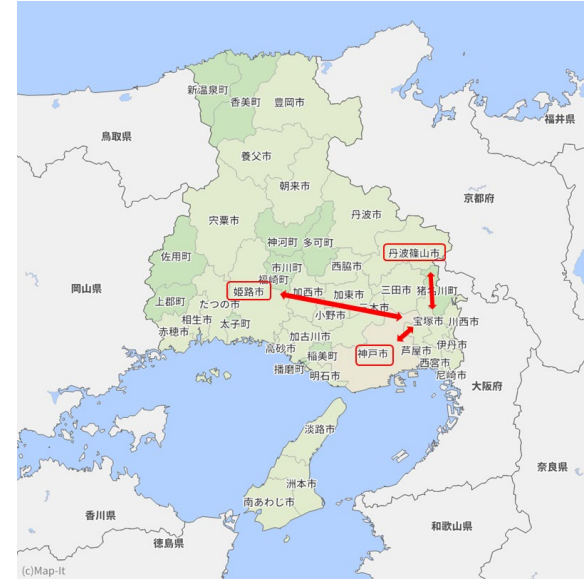 新温泉町
香美町
豊岡市
福井県
鳥取県
養父市
朝来市
京都府
宍粟市
丹波市
神河町
多可町
丹波篠山市
佐用町
市川町
西脇市
福崎町
岡山県
姫路市
加西市
加東市
三田市
猪名川町
上郡町
たつの市
小野市
宝塚市
川西市
相生市
太子町
赤穂市
加古川市
伊丹市
高砂市
稲美町
神戸市
芦屋市
西宮市
播磨町
明石市
尼崎市
大阪府
淡路市
奈良県
洲本市
南あわじ市
香川県
和歌山県
徳島県
(c)Map-It